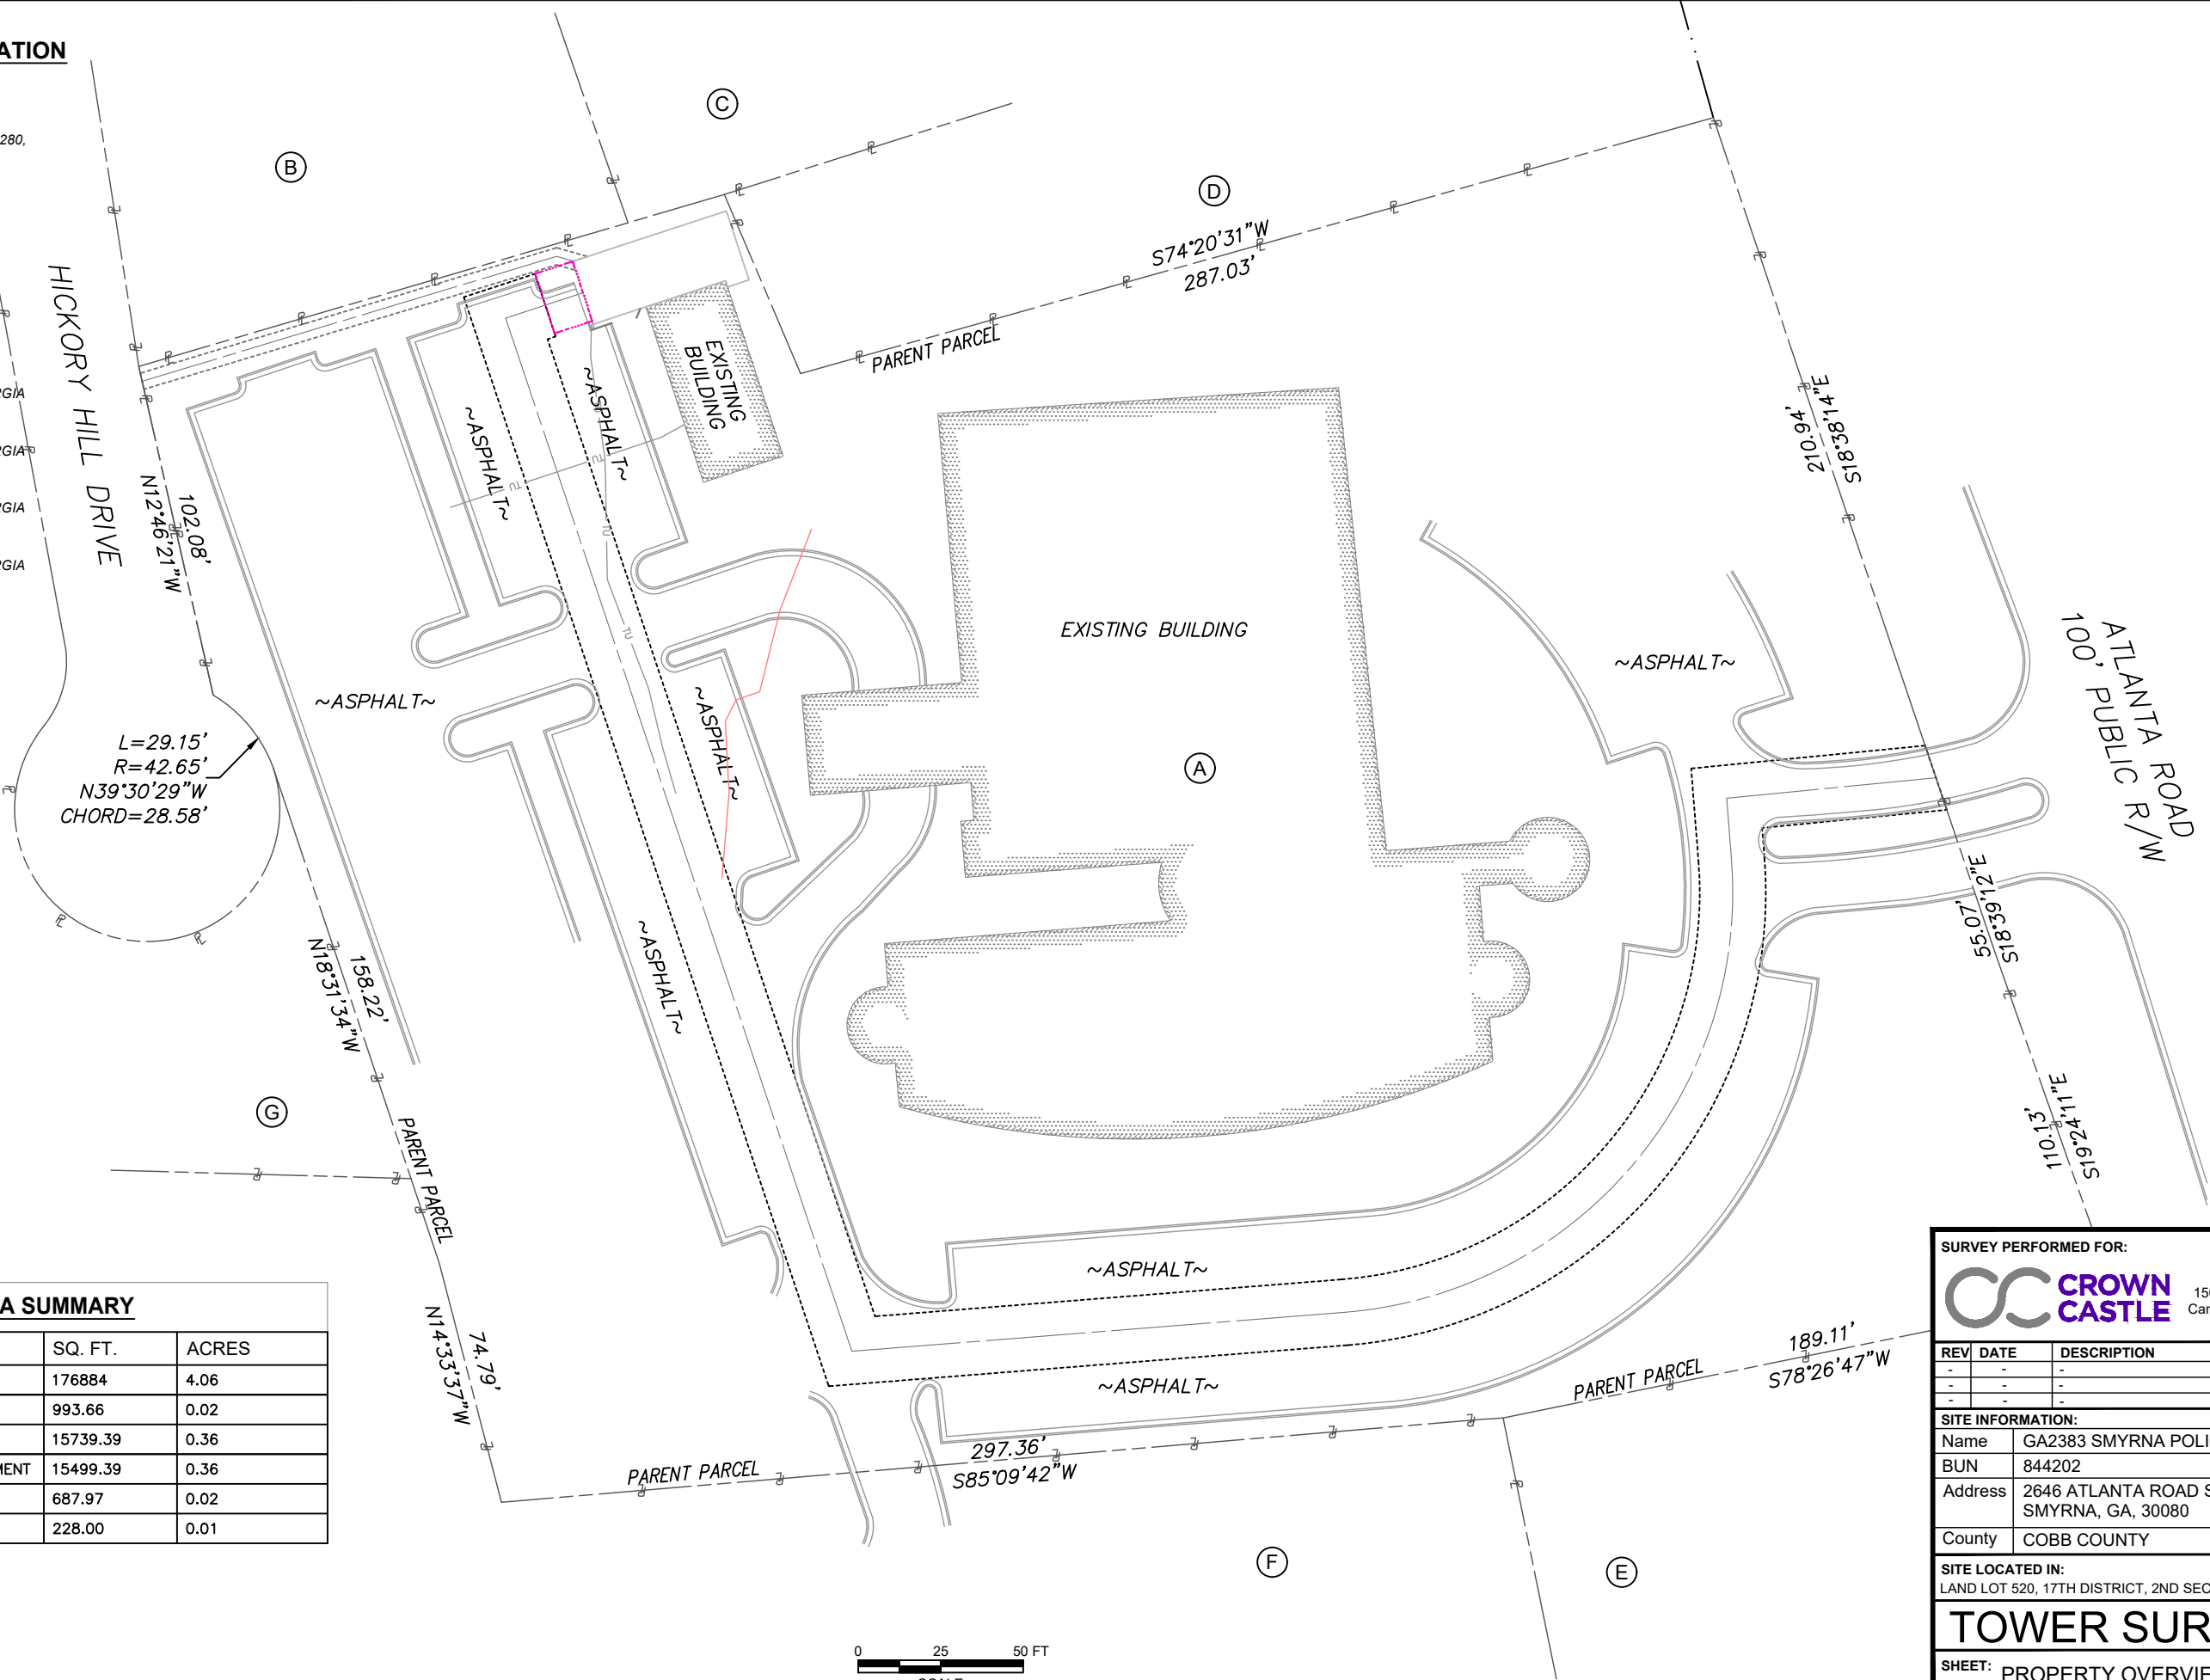 ATION
280,
RGIA
RGIA
RGIA
RGIA
B
C
D
HICKORY HILL DRIVE
S74°20'31"W
287.03'
PARENT PARCEL
EXISTING
BUILDING
~ASPHALT~
~ASPHALT~
102.08'
N12°46'21"W
S18°38'14"E
210.94'
EXISTING BUILDING
~ASPHALT~
ATLANTA ROAD
100' PUBLIC R/W
~ASPHALT~
~ASPHALT~
L=29.15'
R=42.65'
N39°30'29"W
CHORD=28.58'
A
S18°39'12"E
55.07'
~ASPHALT~
158.22'
N18°31'34"W
S19°24'11"E
110.13'
G
PARENT PARCEL
~ASPHALT~
74.79'
N14°33'37"W
~ASPHALT~
PARENT PARCEL
189.11'
S78°26'47"W
PARENT PARCEL
297.36'
S85°09'42"W
F
E
A SUMMARY
SQ. FT. ACRES
176884 4.06
993.66 0.02
15739.39 0.36
MENT 15499.39 0.36
687.97 0.02
228.00 0.01
0 25 50 FT
SURVEY PERFORMED FOR:
CROWN
CASTLE
150
Can
REV DATE DESCRIPTION
- - -
- - -
- - -
SITE INFORMATION:
Name GA2383 SMYRNA POLI
BUN 844202
Address 2646 ATLANTA ROAD S
SMYRNA, GA, 30080
County COBB COUNTY
SITE LOCATED IN:
LAND LOT 520, 17TH DISTRICT, 2ND SEC
TOWER SUR
SHEET: PROPERTY OVERVIE